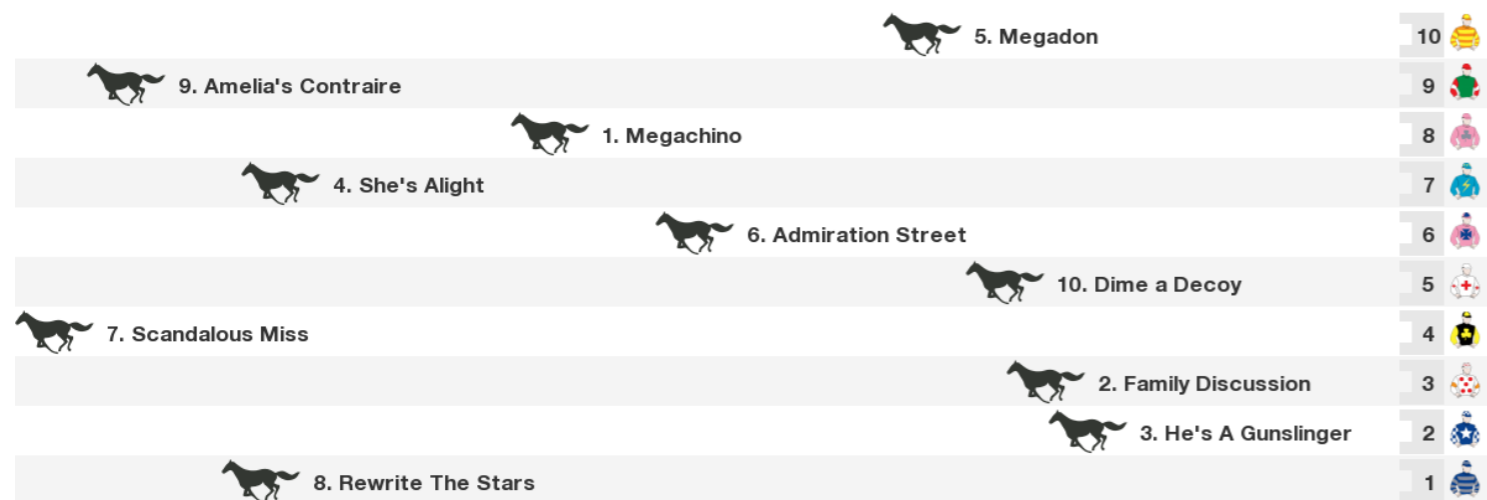 5. Megadon 10
9. Amelia's Contraire 9
1. Megachino 8
4. She's Alight 7
6. Admiration Street 6
10. Dime a Decoy 5
7. Scandalous Miss 4
2. Family Discussion 3
3. He's A Gunslinger 2
8. Rewrite The Stars 1